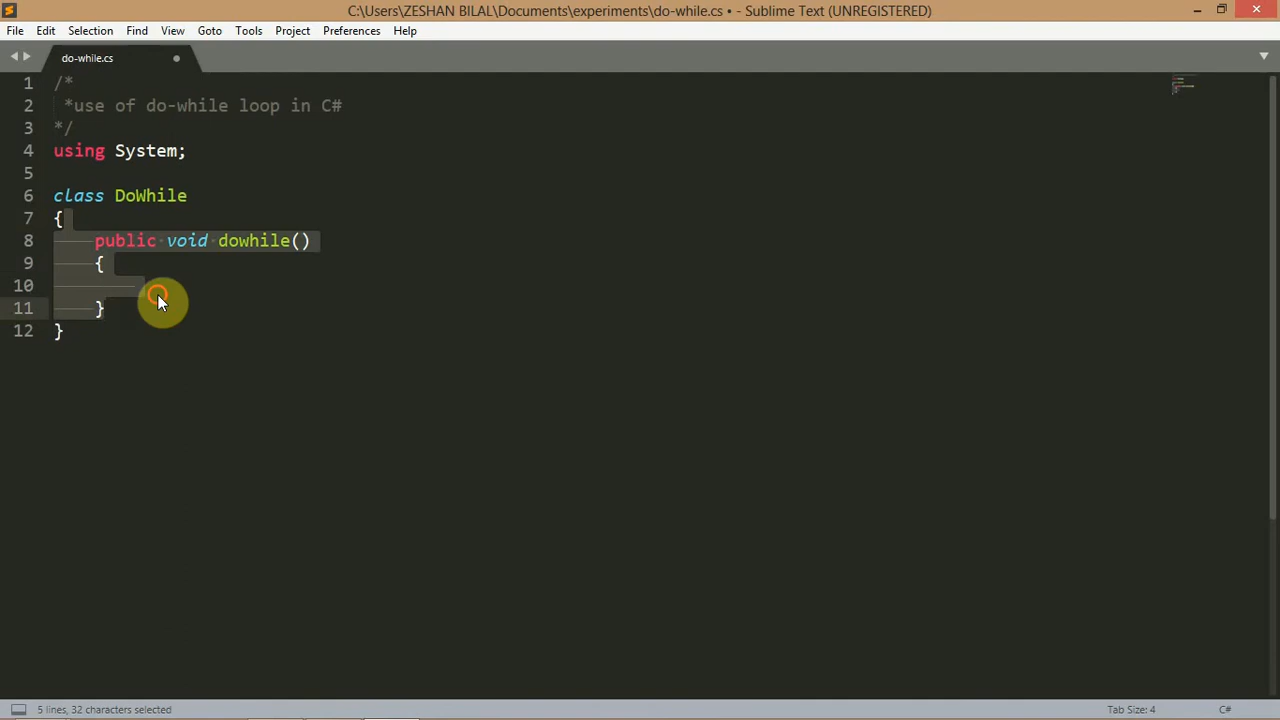 C:\Users\ZESHAN BILAL\Documents\experiments\do-while.cs • - Sublime Text (UNREGISTERED)
File Edit Selection Find View Goto Tools Project Preferences Help
do-while.cs
1 /*
2 *use of do-while loop in C#
3 */
4 using System;
5
6 class DoWhile
7 {
8 public void dowhile()
9 {
10
11 }
12 }
5 lines, 32 characters selected Tab Size: 4 C#